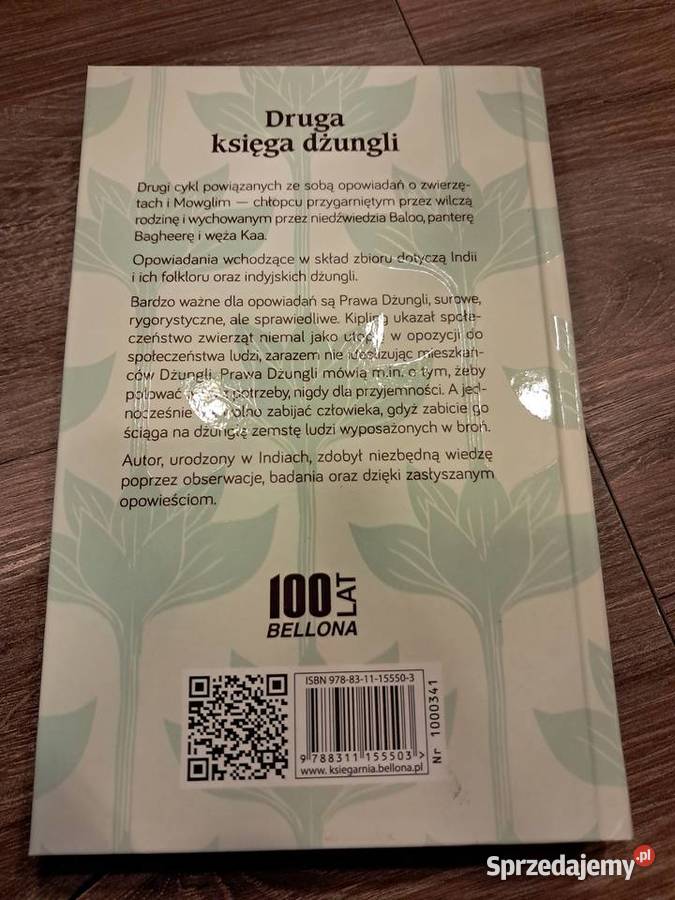 Druga
księga dżungli
Drugi cykl powiązanych ze sobą opowiadań o zwierzę-
tach i Mowglim — chłopcu przygarniętym przez wilczą
rodzinę i wychowanym przez niedźwiedzia Baloo, panterę
Bagheerę i węża Kaa.
Opowiadania wchodzące w skład zbioru dotyczą Indii
i ich folkloru oraz indyjskich dżungli.
Bardzo ważne dla opowiadań są Prawa Dżungli, surowe,
rygorystyczne, ale sprawiedliwe. Kipling ukazał społe-
czeństwo zwierząt niemal jako utopię w opozycji do
społeczeństwa ludzi, zarazem nie idealizując mieszkań-
ców Dżungli. Prawa Dżungli mówią m.in. o tym, żeby
polować potrzeby, nigdy dla przyjemności. A jed-
nocześnie wolno zabijać człowieka, gdyż zabicie go
ściąga na dżunglę zemstę ludzi wyposażonych w broń.
Autor, urodzony w Indiach, zdobył niezbędną wiedzę
poprzez obserwacje, badania oraz dzięki zasłyszanym
opowieściom.
100 LAT
BELLONA
ISBN 978-83-11-15550-3
9 788311 155503 >
www.ksiegarnia.bellona.pl
Nr 1000341
Sprzedajemy.pl